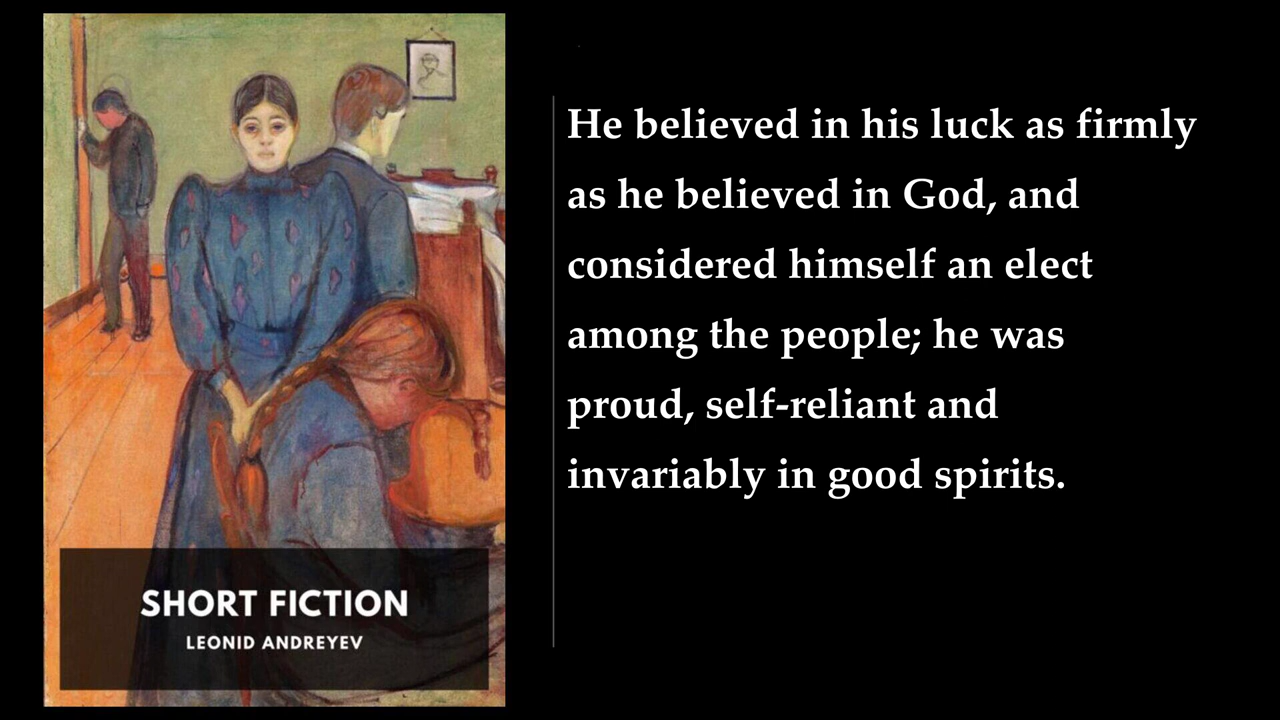 He believed in his luck as firmly
as he believed in God, and
considered himself an elect
among the people; he was
proud, self-reliant and
invariably in good spirits.
SHORT FICTION
LEONID ANDREYEV